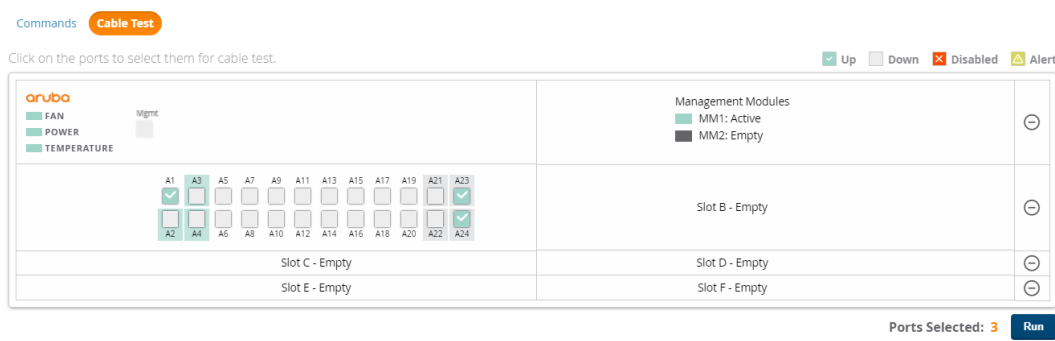 Commands Cable Test
Click on the ports to select them for cable test.
Up Down Disabled Alert
aruba
FAN
POWER
TEMPERATURE
Mgmt
Management Modules
MM1: Active
MM2: Empty
A1 A3 A5 A7 A9 A11 A13 A15 A17 A19 A21 A23
A2 A4 A6 A8 A10 A12 A14 A16 A18 A20 A22 A24
Slot B - Empty
Slot C - Empty
Slot D - Empty
Slot E - Empty
Slot F - Empty
Ports Selected: 3 Run